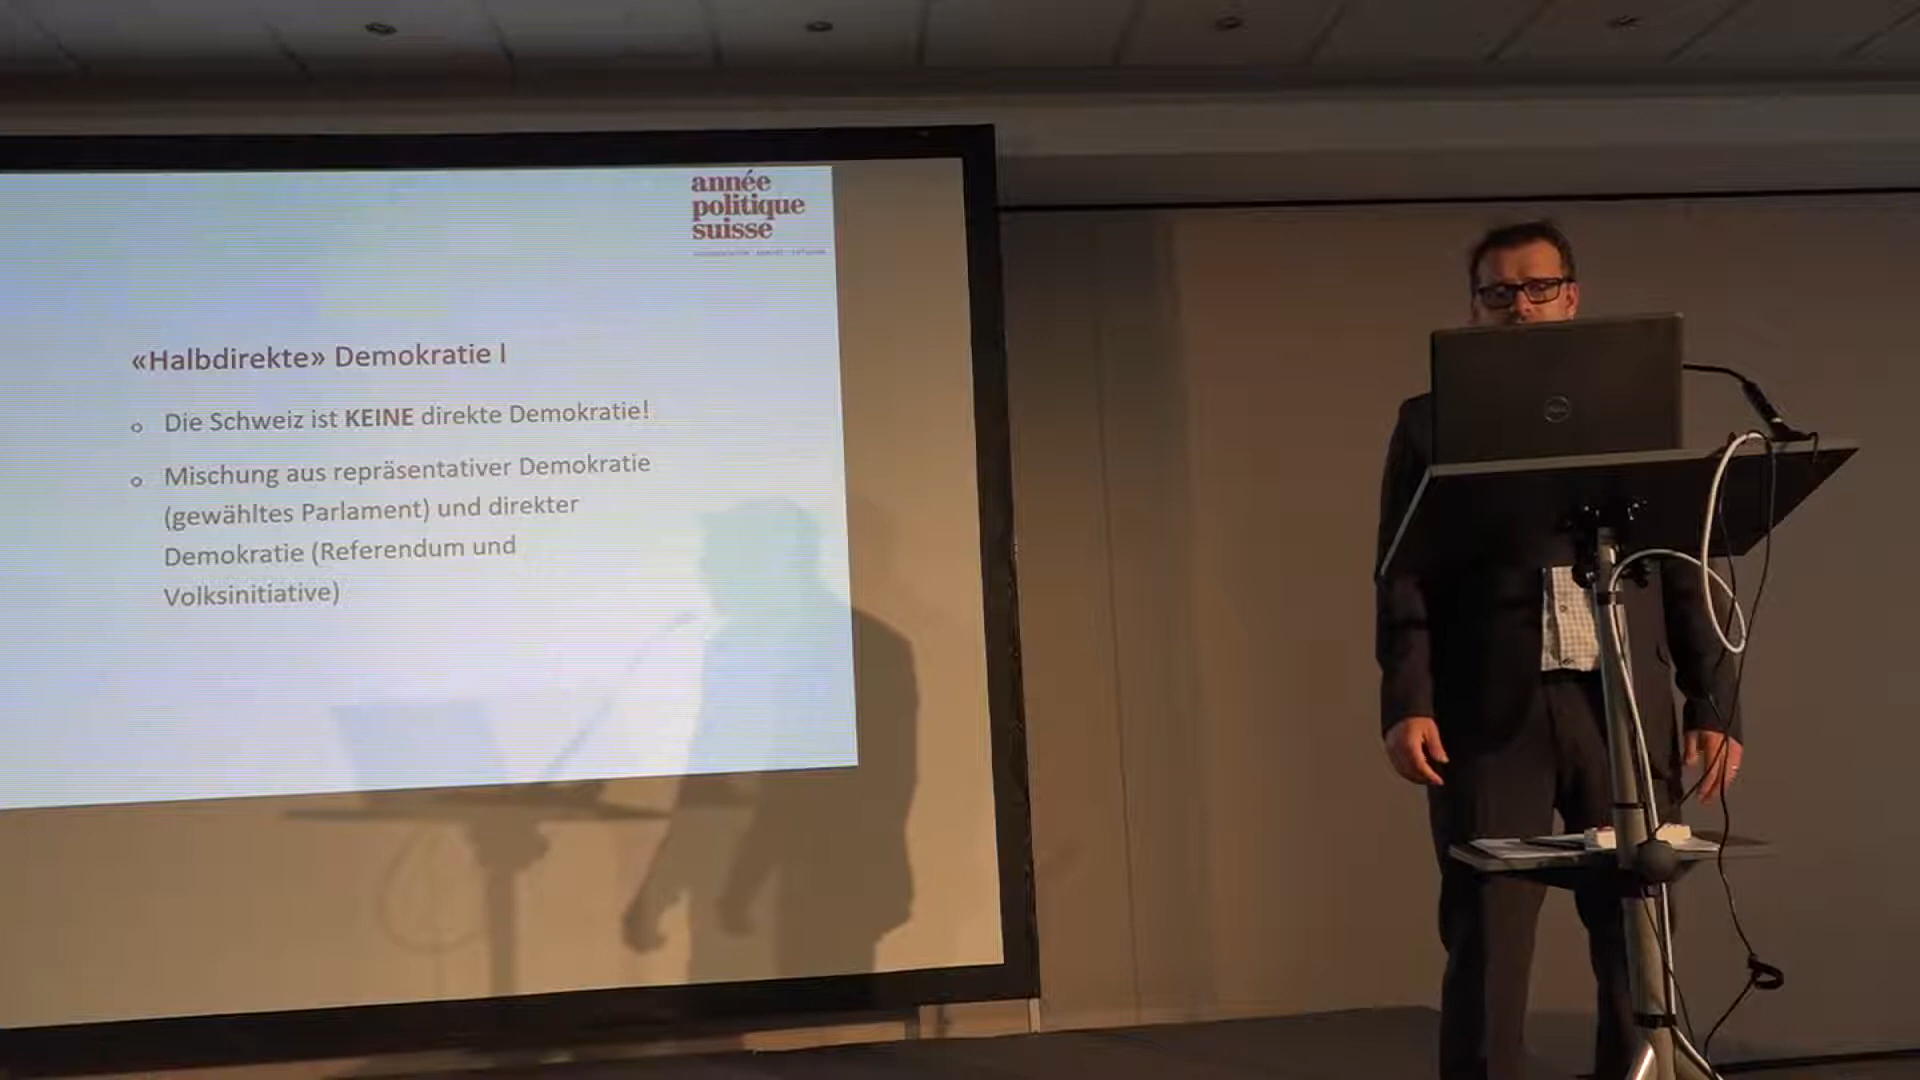 année
politique
suisse
«Halbdirekte» Demokratie I
Die Schweiz ist KEINE direkte Demokratie!
Mischung aus repräsentativer Demokratie
(gewähltes Parlament) und direkter
Demokratie (Referendum und
Volksinitiative)